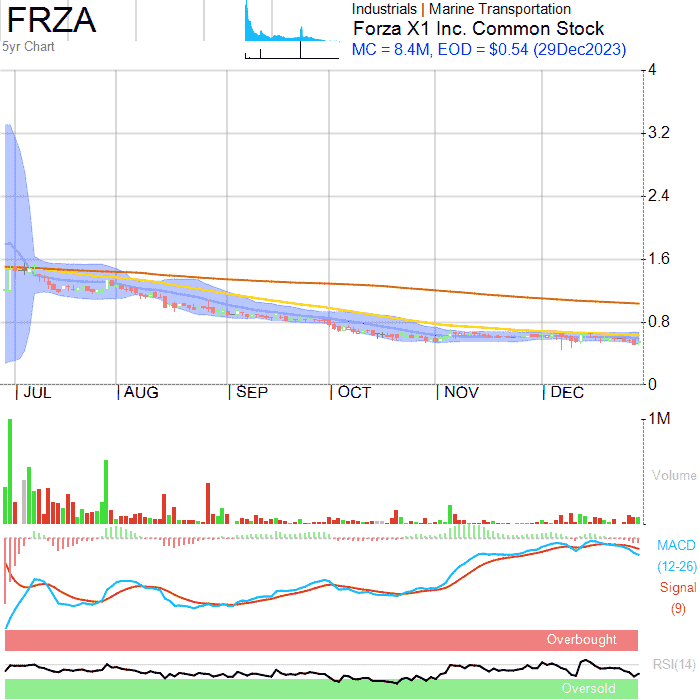 FRZA
5yr Chart
Industrials | Marine Transportation
Forza X1 Inc. Common Stock
MC = 8.4M, EOD = $0.54 (29Dec2023)
4
3.2
2.4
1.6
0.8
0
JUL AUG SEP OCT NOV DEC
1M
Volume
MACD
(12-26)
Signal
(9)
Overbought
RSI(14)
Oversold